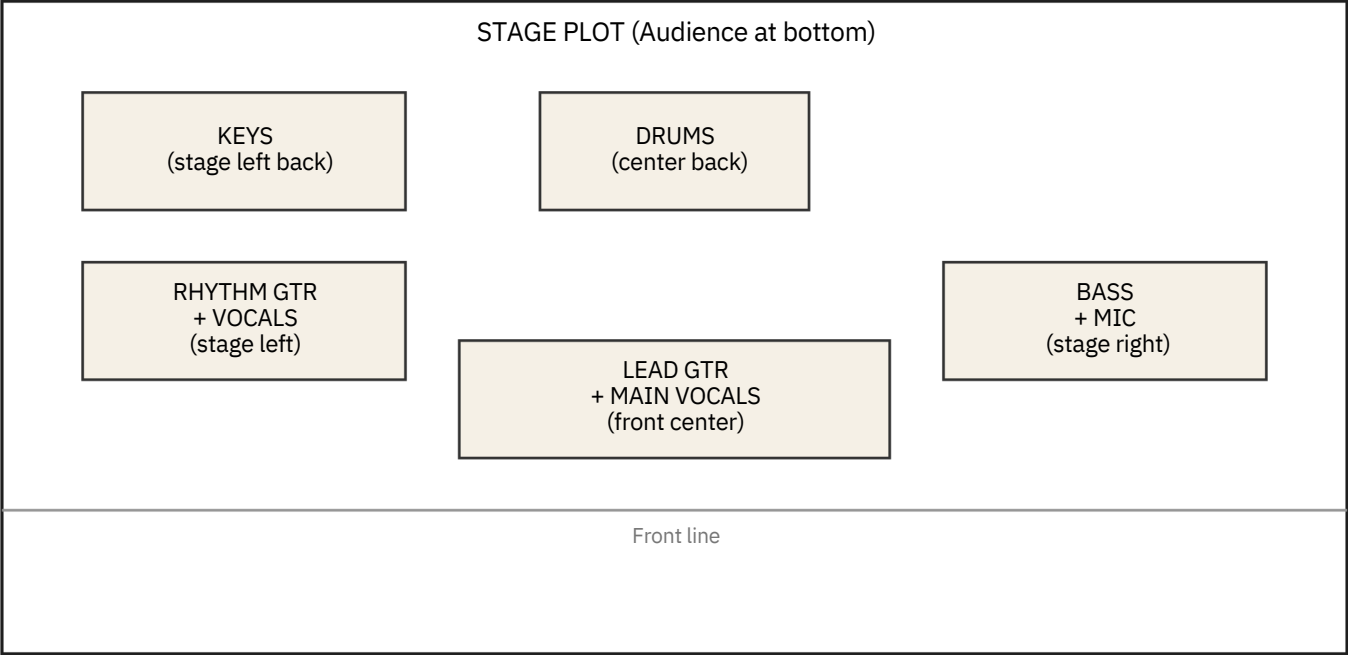 STAGE PLOT (Audience at bottom)
KEYS
(stage left back)
DRUMS
(center back)
RHYTHM GTR
+ VOCALS
(stage left)
LEAD GTR
+ MAIN VOCALS
(front center)
BASS
+ MIC
(stage right)
Front line